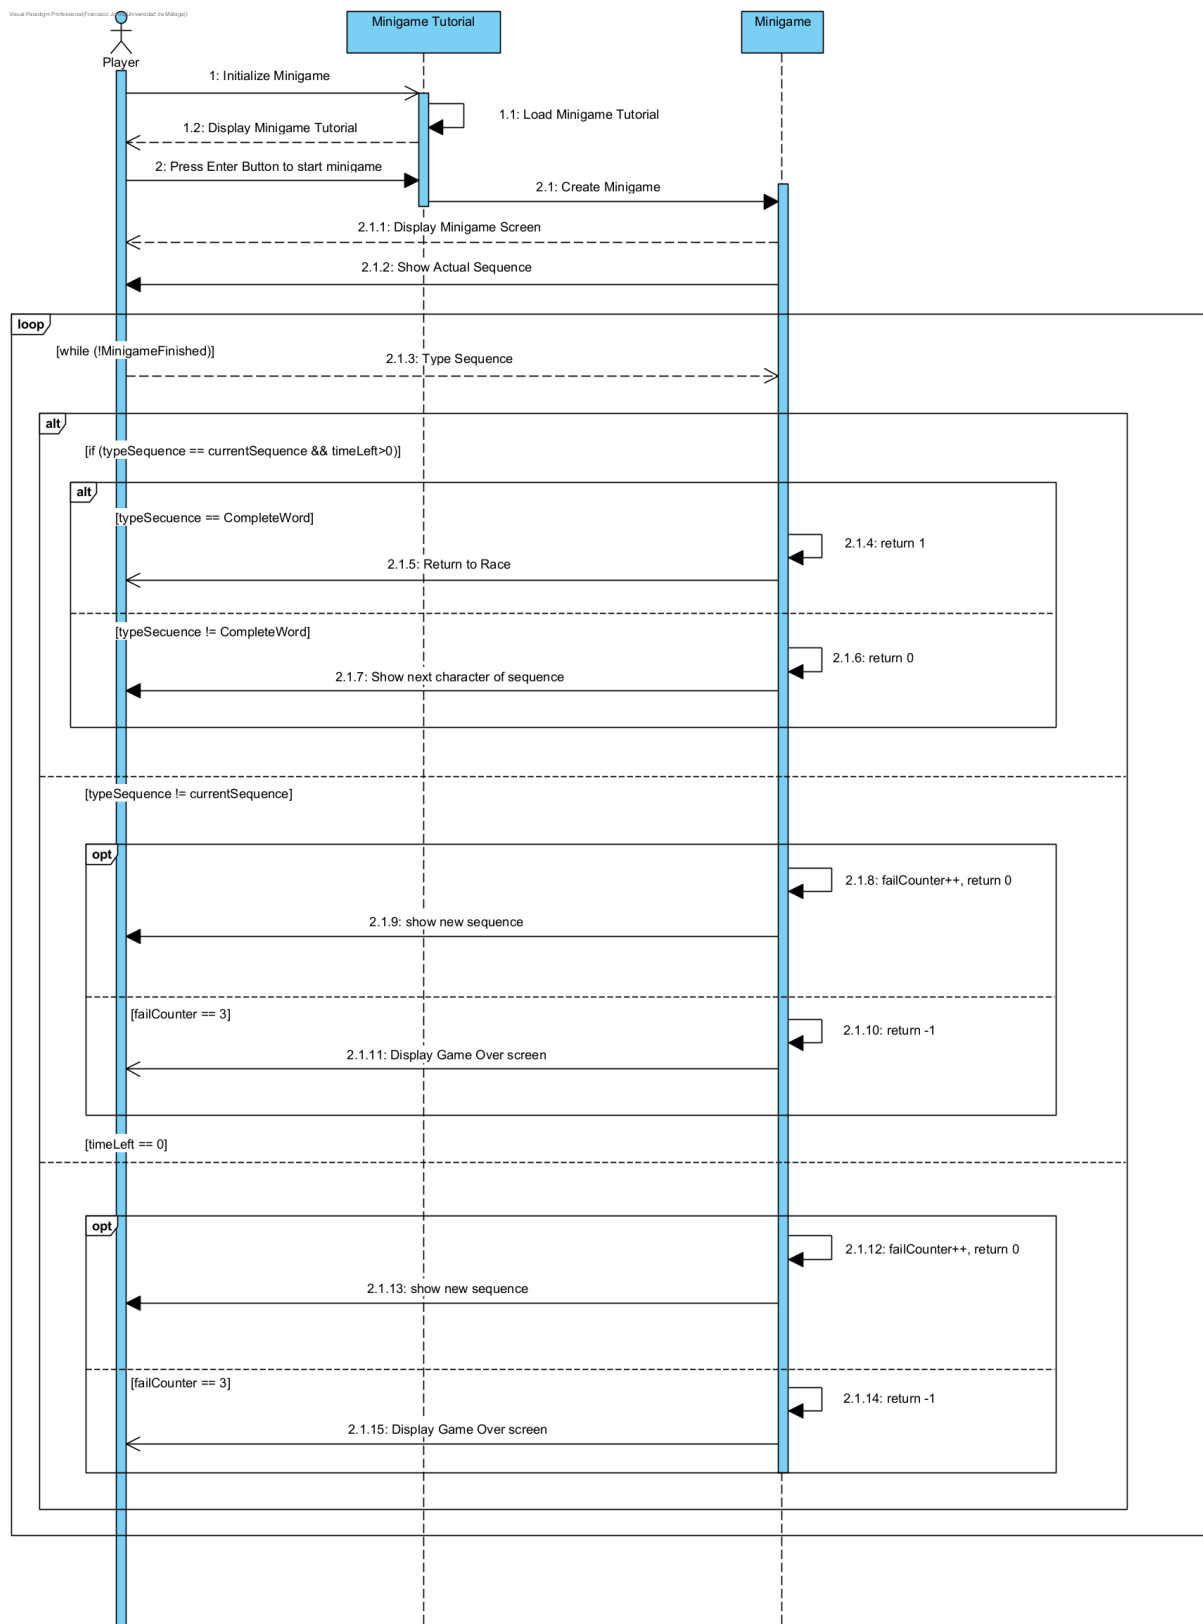 Visual Paradigm Professional(Francisco J
Universidad de Málaga))
Minigame Tutorial
Minigame
Player
1: Initialize Minigame
1.1: Load Minigame Tutorial
1.2: Display Minigame Tutorial
2: Press Enter Button to start minigame
2.1: Create Minigame
2.1.1: Display Minigame Screen
2.1.2: Show Actual Sequence
loop
[while (!MinigameFinished)]
2.1.3: Type Sequence
alt
[if (typeSequence == currentSequence && timeLeft>0)]
alt
[typeSecuence == CompleteWord]
2.1.4: return 1
2.1.5: Return to Race
[typeSecuence != CompleteWord]
2.1.6: return 0
2.1.7: Show next character of sequence
[typeSequence != currentSequence]
opt
2.1.8: failCounter++, return 0
2.1.9: show new sequence
[failCounter == 3]
2.1.10: return -1
2.1.11: Display Game Over screen
[timeLeft == 0]
opt
2.1.12: failCounter++, return 0
2.1.13: show new sequence
[failCounter == 3]
2.1.14: return -1
2.1.15: Display Game Over screen